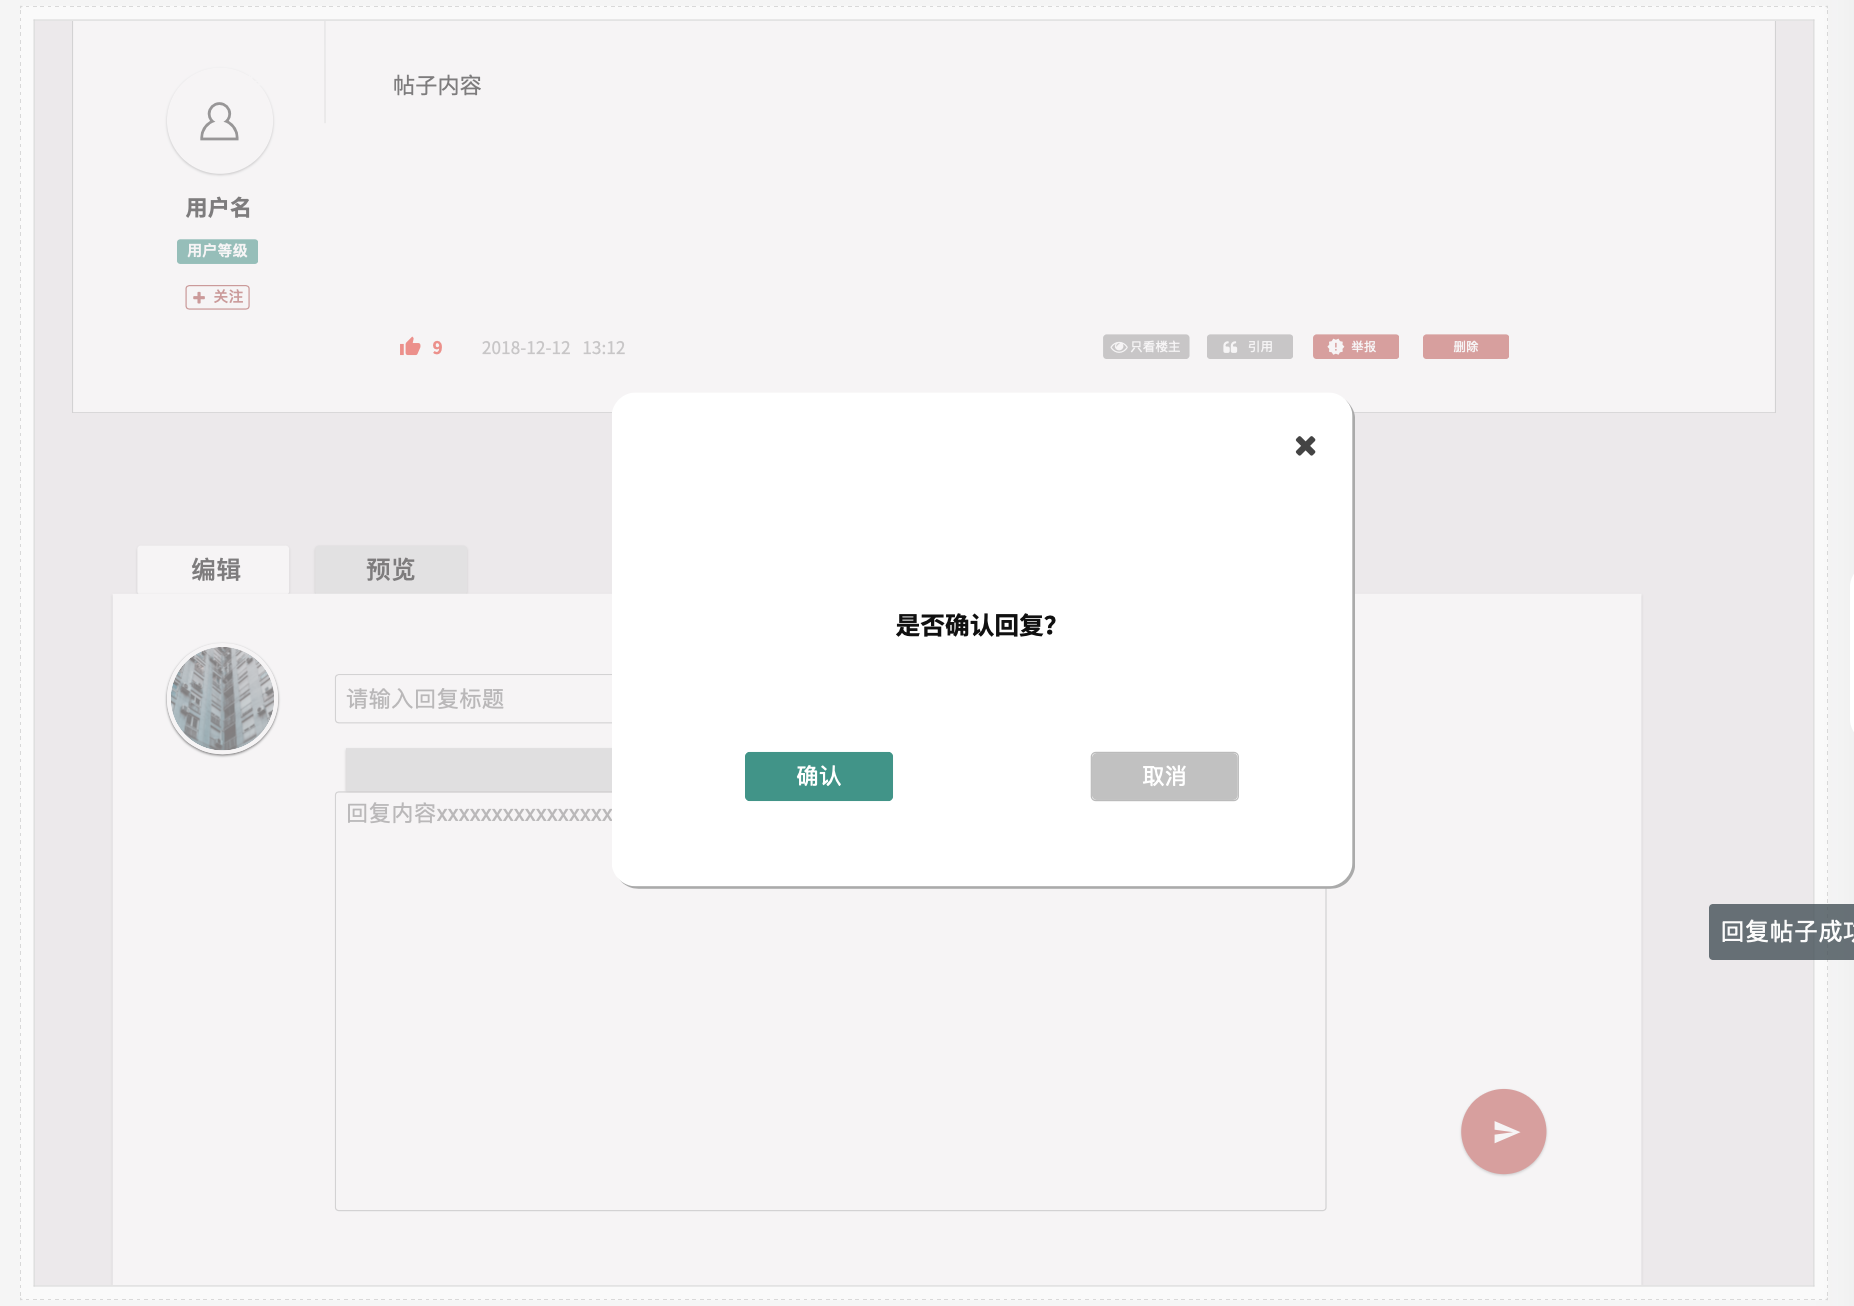 帖子内容
用户名
用户等级
关注
9 2018-12-12 13:12
只看楼主 引用 举报 删除
编辑 预览
是否确认回复?
请输入回复标题
确认 取消
回复内容xxxxxxxxxxxxxxxx
回复帖子成